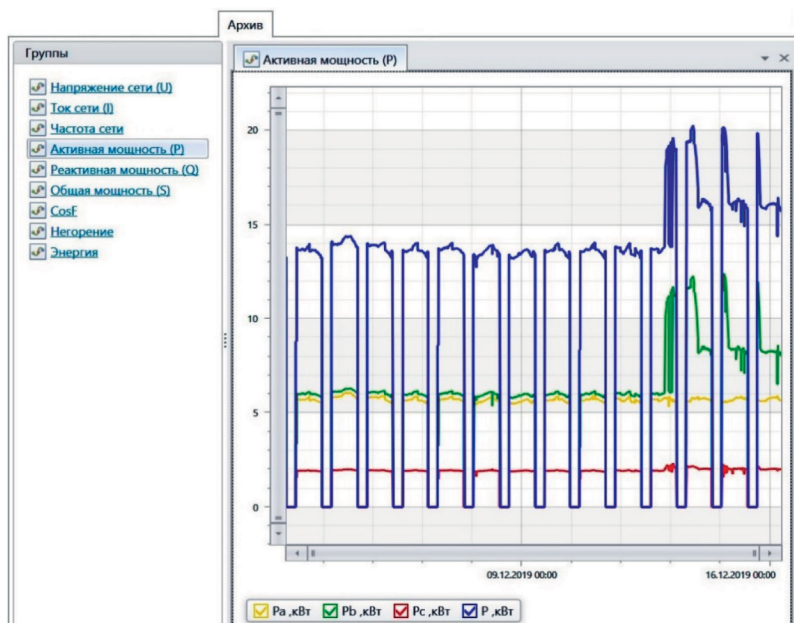 Архив
Группы
Напряжение сети (U)
Ток сети (I)
Частота сети
Активная мощность (P)
Реактивная мощность (Q)
Общая мощность (S)
CosF
Негорение
Энергия
Активная мощность (P)
20
15
10
5
0
09.12.2019 00:00
16.12.2019 00:00
Pa ,кВт
Pb ,кВт
Pc ,кВт
P ,кВт